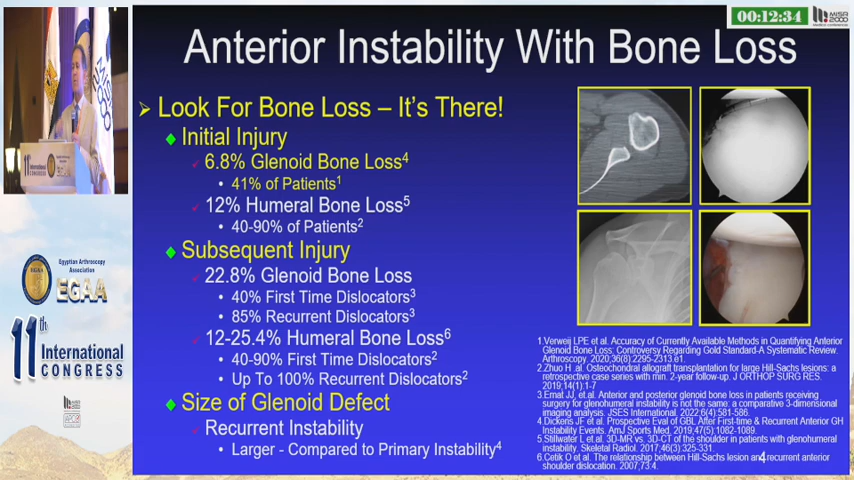 00:12:34
MISR
2000
Anterior Instability With Bone Loss
Look For Bone Loss – It's There!
Initial Injury
6.8% Glenoid Bone Loss4
41% of Patients1
12% Humeral Bone Loss5
40-90% of Patients2
Subsequent Injury
22.8% Glenoid Bone Loss
40% First Time Dislocators3
85% Recurrent Dislocators3
12-25.4% Humeral Bone Loss6
40-90% First Time Dislocators2
Up To 100% Recurrent Dislocators2
Size of Glenoid Defect
Recurrent Instability
Larger - Compared to Primary Instability4
1.Verweij LPE et al. Accuracy of Currently Available Methods in Quantifying Anterior
Glenoid Bone Loss: Controversy Regarding Gold Standard-A Systematic Review.
Arthroscopy. 2020;36(8):2295-2313.e1.
2.Zhuo H .al. Osteochondral allograft transplantation for large Hill-Sachs lesions: a
retrospective case series with min. 2-year follow-up. J ORTHOP SURG RES.
2019;14(1):1-7
3.Ernat JJ, et al. Anterior and posterior glenoid bone loss in patients receiving
surgery for glenohumeral instability is not the same: a comparative 3-dimensional
imaging analysis. JSES International. 2022;6(4):581-586.
4.Dickens JF et al. Prospective Eval of GBL After First-time & Recurrent Anterior GH
Instability Events. AmJ Sports Med. 2019;47(5):1082-1089.
5.Stillwater L et al. 3D-MR vs. 3D-CT of the shoulder in patients with glenohumeral
instability. Skeletal Radiol. 2017;46(3):325-331.
6.Cetik O et al. The relationship between Hill-Sachs lesion and recurrent anterior
shoulder dislocation. 2007;73:4.
4
11th
International
CONGRESS
Egyptian Arthroscopy
Association
EGAA
11th
International
CONGRESS